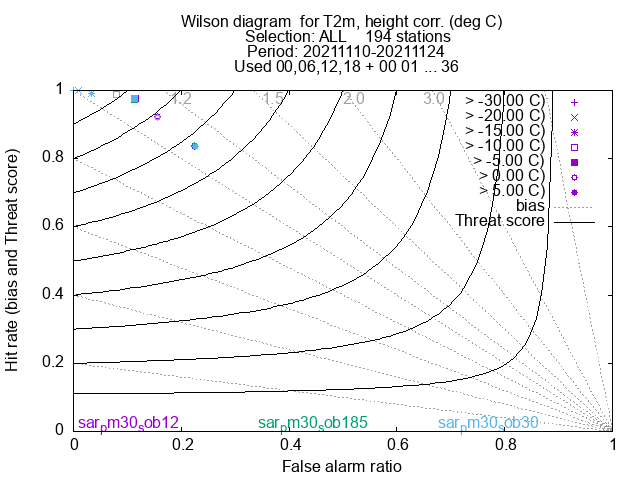 Wilson diagram  for T2m, height corr. (deg C)
Selection: ALL    194 stations
Period: 20211110-20211124
Used 00,06,12,18 + 00 01 ... 36
Hit rate (bias and Threat score)
1
0.8
0.6
0.4
0.2
0
1.2
1.5
2.0
3.0
> -30.00 C)
> -20.00 C)
> -15.00 C)
> -10.00 C)
> -5.00 C)
> 0.00 C)
> 5.00 C)
bias
Threat score
sarpm30sob12
sarpm30sob185
sarpm30sob30
0 0.2 0.4 0.6 0.8 1
False alarm ratio